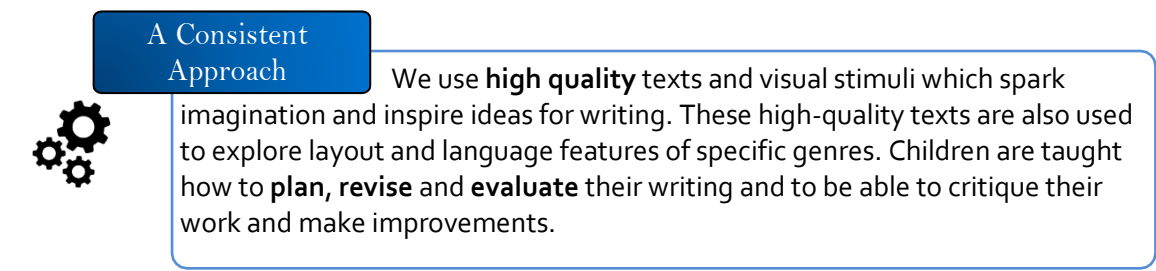 A Consistent
Approach
We use high quality texts and visual stimuli which spark
imagination and inspire ideas for writing. These high-quality texts are also used
to explore layout and language features of specific genres. Children are taught
how to plan, revise and evaluate their writing and to be able to critique their
work and make improvements.